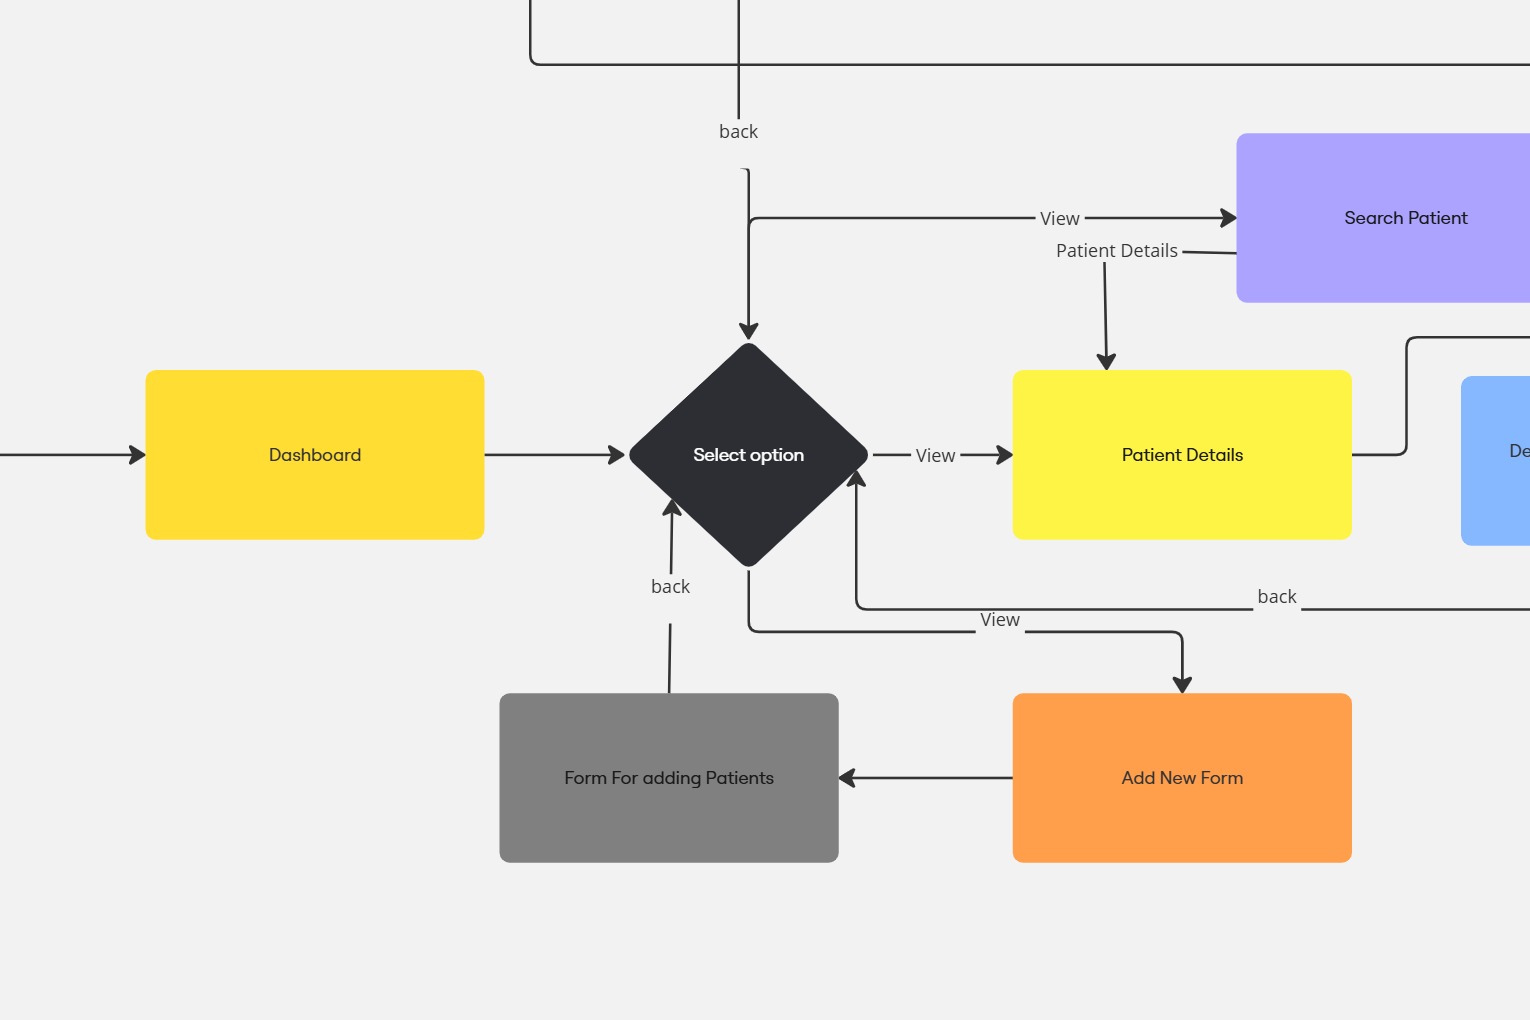 back
View
Search Patient
Patient Details
Dashboard
Select option
View
Patient Details
De
back
back
View
Form For adding Patients
Add New Form